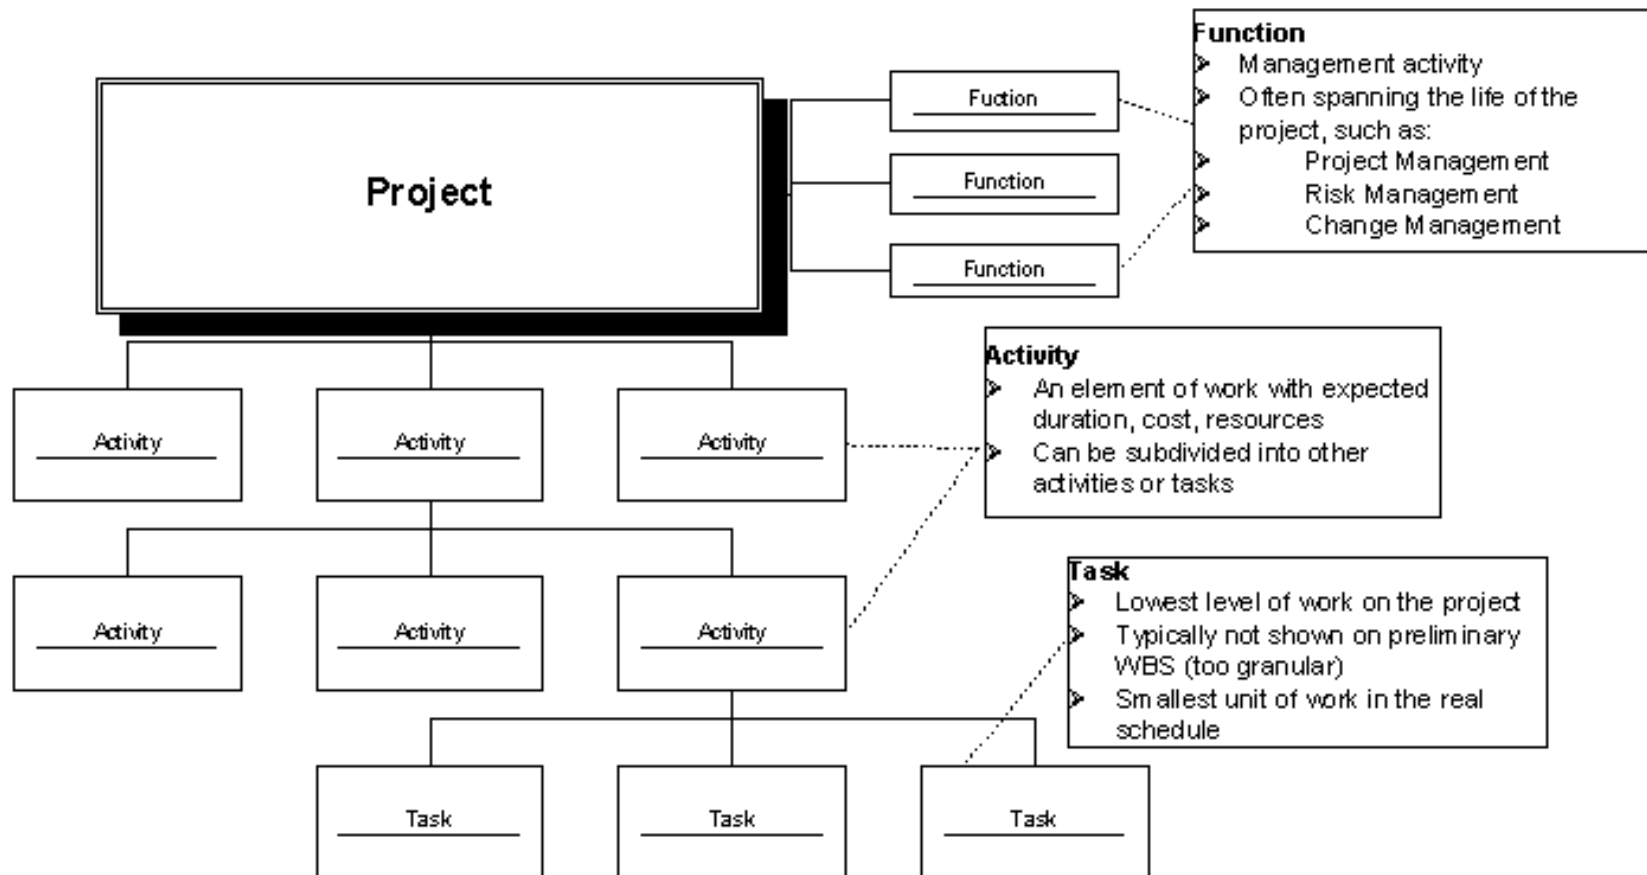 Project
Fuction
Function
Function
Function
Management activity
Often spanning the life of the
project, such as:
Project Management
Risk Management
Change Management
Activity
An element of work with expected
duration, cost, resources
Can be subdivided into other
activities or tasks
Activity
Activity
Activity
Activity
Activity
Activity
Task
Lowest level of work on the project
Typically not shown on preliminary
WBS (too granular)
Smallest unit of work in the real
schedule
Task
Task
Task